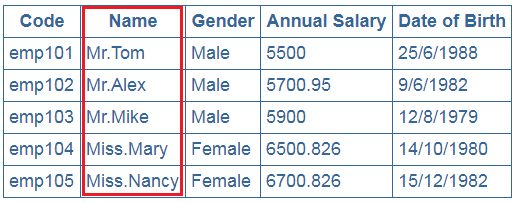 Code Name Gender Annual Salary Date of Birth
emp101 Mr.Tom Male 5500 25/6/1988
emp102 Mr.Alex Male 5700.95 9/6/1982
emp103 Mr.Mike Male 5900 12/8/1979
emp104 Miss.Mary Female 6500.826 14/10/1980
emp105 Miss.Nancy Female 6700.826 15/12/1982